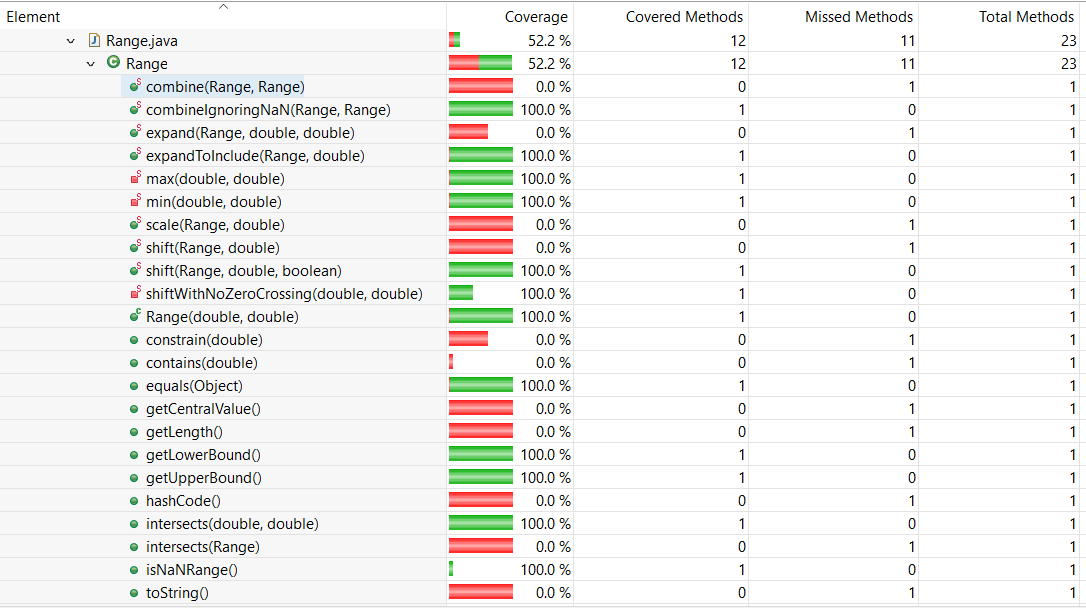 Element Coverage Covered Methods Missed Methods Total Methods
Range.java 52.2 % 12 11 23
Range 52.2 % 12 11 23
combine(Range, Range) 0.0 % 0 1 1
combineIgnoringNaN(Range, Range) 100.0 % 1 0 1
expand(Range, double, double) 0.0 % 0 1 1
expandToInclude(Range, double) 100.0 % 1 0 1
max(double, double) 100.0 % 1 0 1
min(double, double) 100.0 % 1 0 1
scale(Range, double) 0.0 % 0 1 1
shift(Range, double) 0.0 % 0 1 1
shift(Range, double, boolean) 100.0 % 1 0 1
shiftWithNoZeroCrossing(double, double) 100.0 % 1 0 1
Range(double, double) 100.0 % 1 0 1
constrain(double) 0.0 % 0 1 1
contains(double) 0.0 % 0 1 1
equals(Object) 100.0 % 1 0 1
getCentralValue() 0.0 % 0 1 1
getLength() 0.0 % 0 1 1
getLowerBound() 100.0 % 1 0 1
getUpperBound() 100.0 % 1 0 1
hashCode() 0.0 % 0 1 1
intersects(double, double) 100.0 % 1 0 1
intersects(Range) 0.0 % 0 1 1
isNaNRange() 100.0 % 1 0 1
toString() 0.0 % 0 1 1